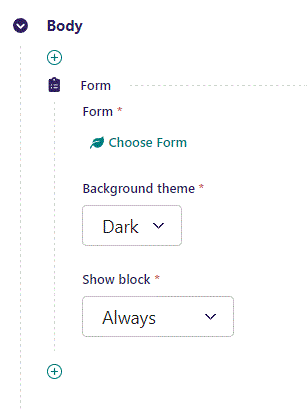 Body
Form
Form *
Choose Form
Background theme *
Dark
Show block *
Always